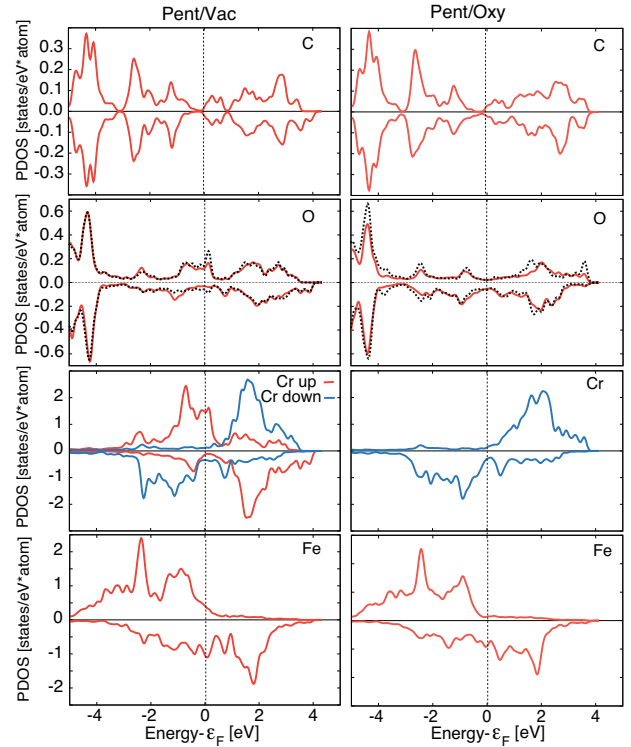 Pent/Vac Pent/Oxy
PDOS [states/eV*atom]
0.3
0.2
0.1
0.0
-0.1
-0.2
-0.3
C
C
PDOS [states/eV*atom]
0.6
0.2
0.0
-0.2
-0.6
O
O
PDOS [states/eV*atom]
2
1
0
-1
-2
Cr up
Cr down
Cr
PDOS [states/eV*atom]
2
1
0
-1
-2
Fe
Fe
-4 -2 0 2 4 -4 -2 0 2 4
Energy-εF [eV] Energy-εF [eV]